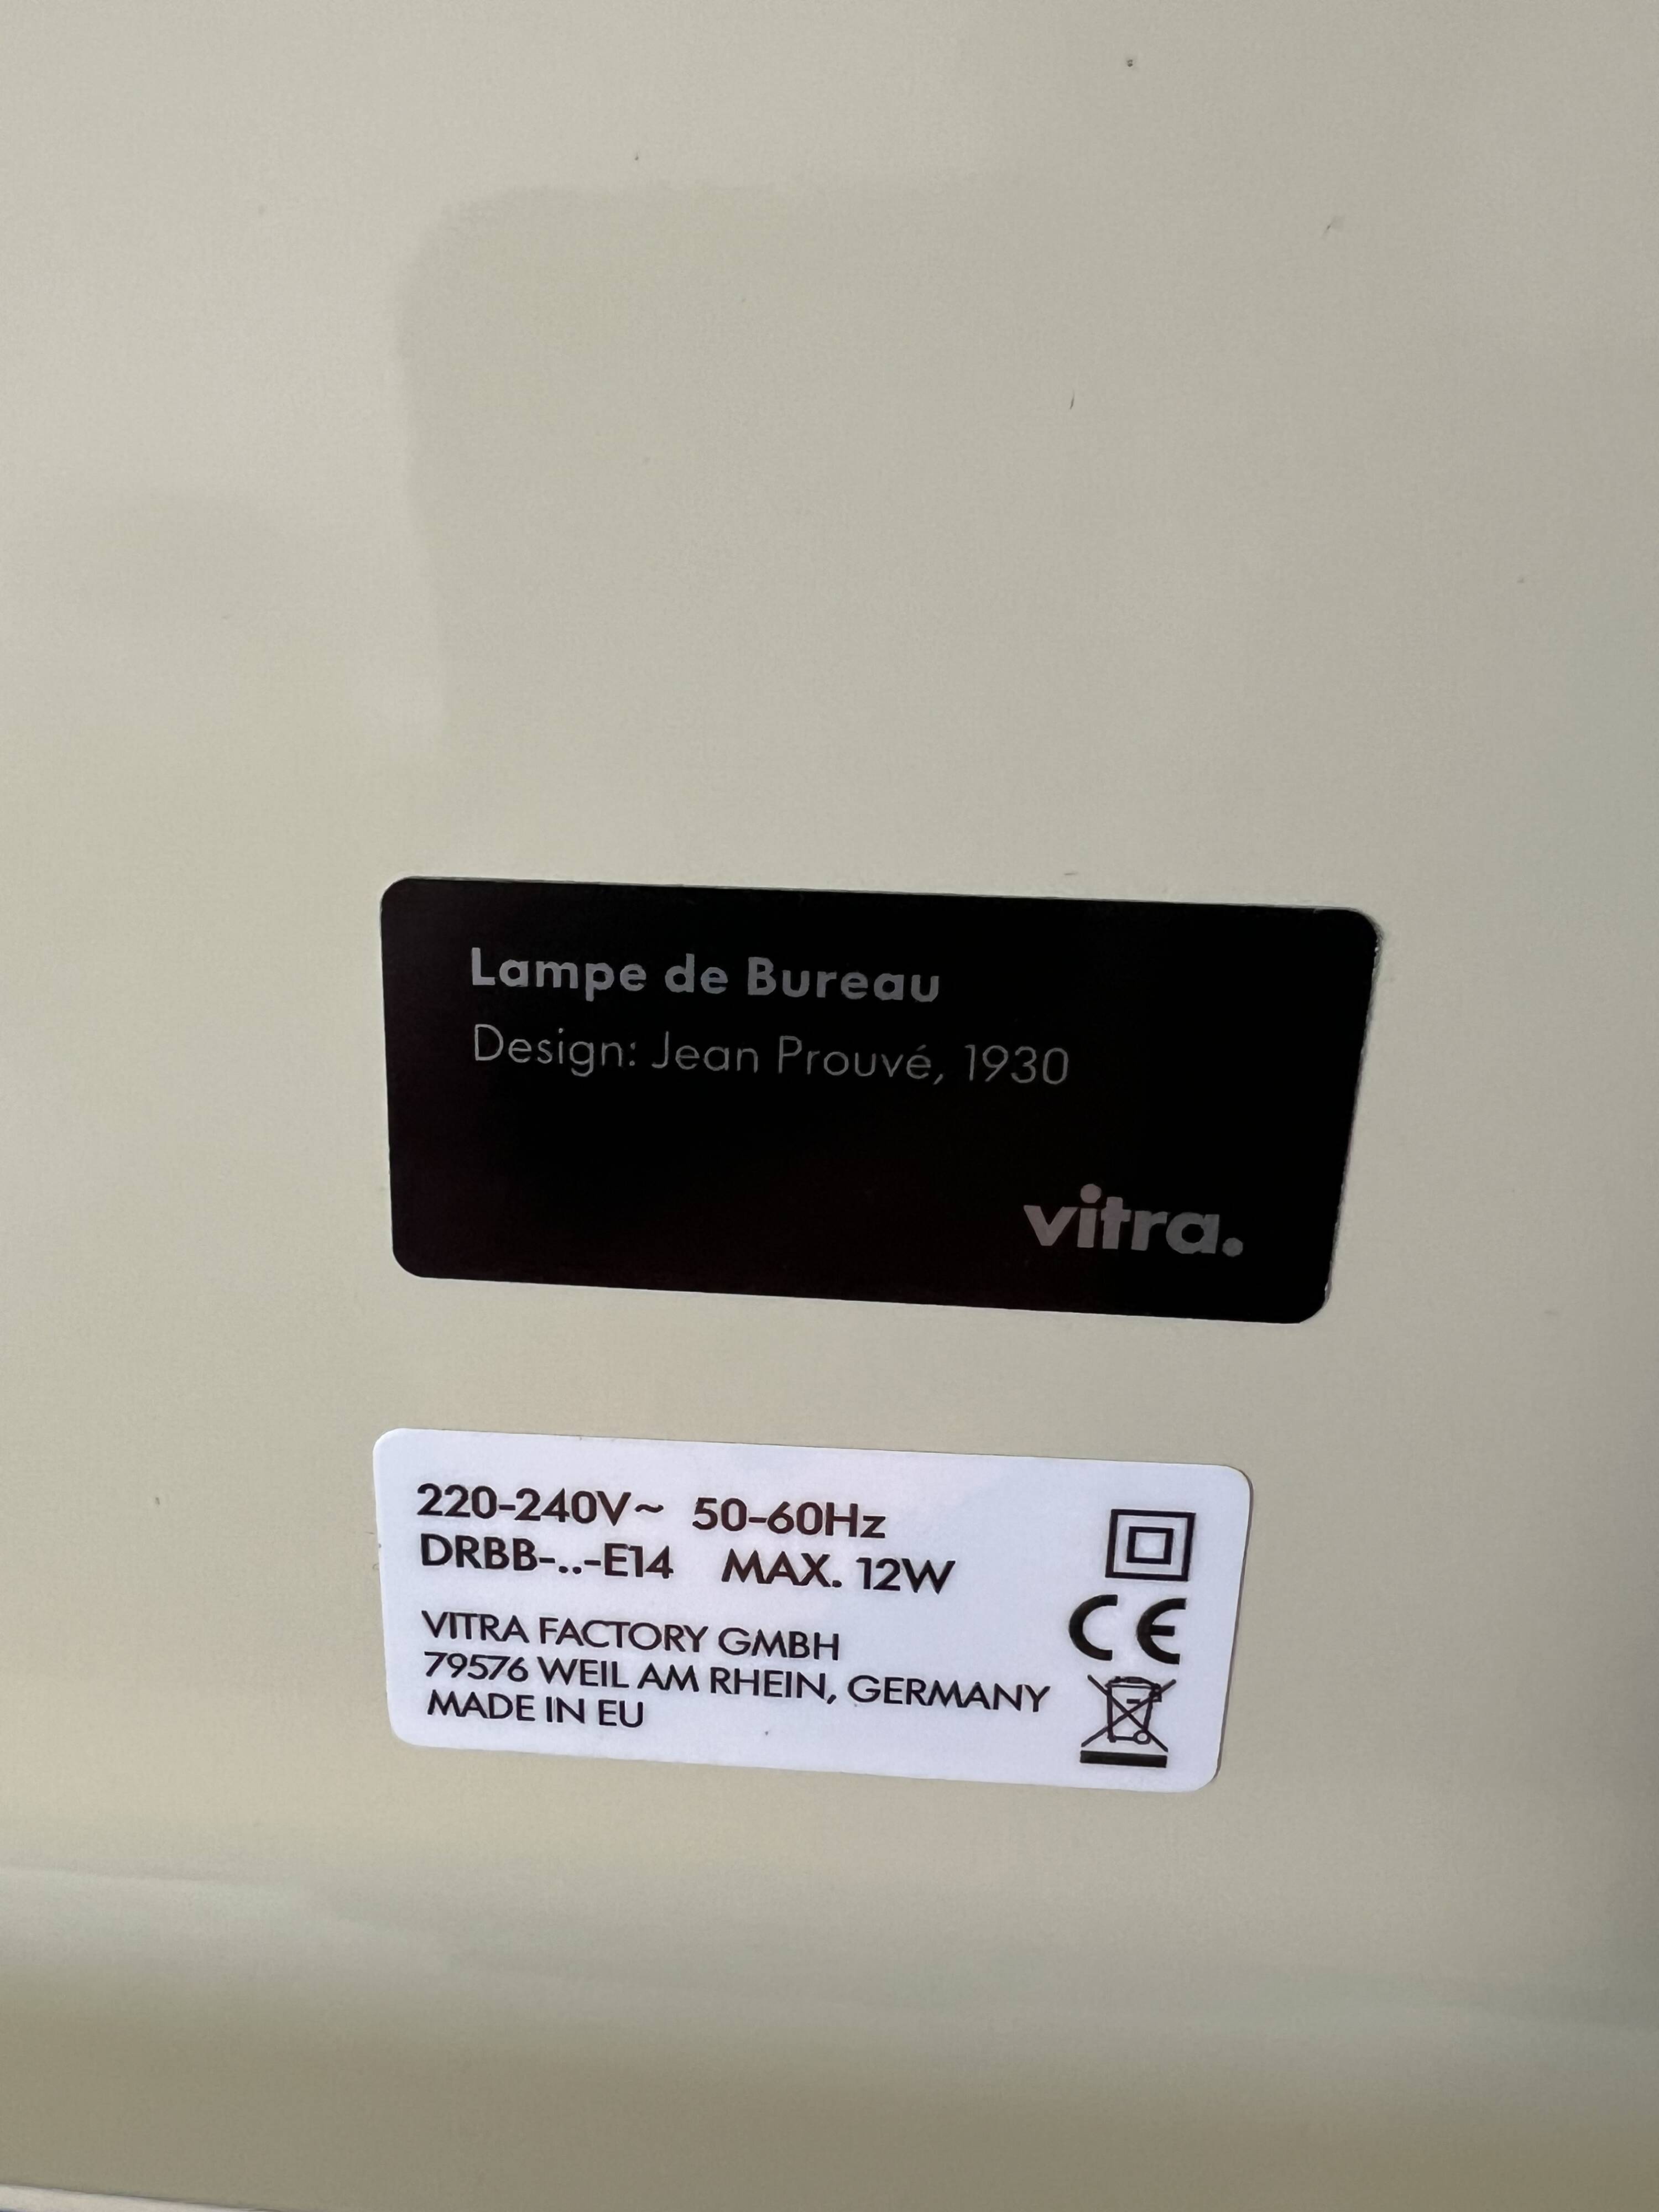 Lampe de Bureau
Design: Jean Prouvé, 1930
vitra.
220-240V~ 50-60Hz
DRBB-..-E14 MAX. 12W
VITRA FACTORY GMBH
79576 WEIL AM RHEIN, GERMANY
MADE IN EU
CE